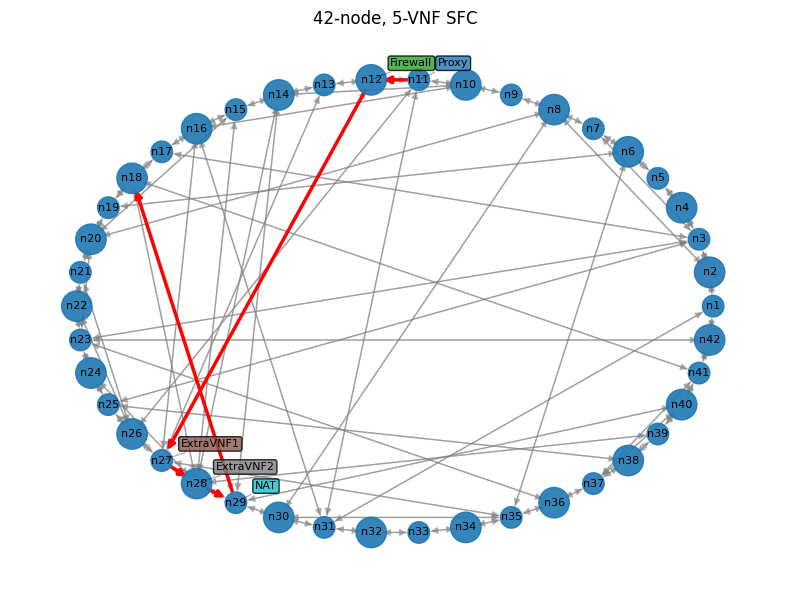 42-node, 5-VNF SFC
Firewall Proxy
n12 n11 n10
n13 n9
n14 n8
n15 n7
n16 n6
n17 n5
n18 n4
n19 n3
n20 n2
n21 n1
n22 n42
n23 n41
n24 n40
n25 n39
n26 n38
ExtraVNF1
n27 n37
ExtraVNF2
n28 NAT n36
n29 n35
n30 n34
n31 n32 n33